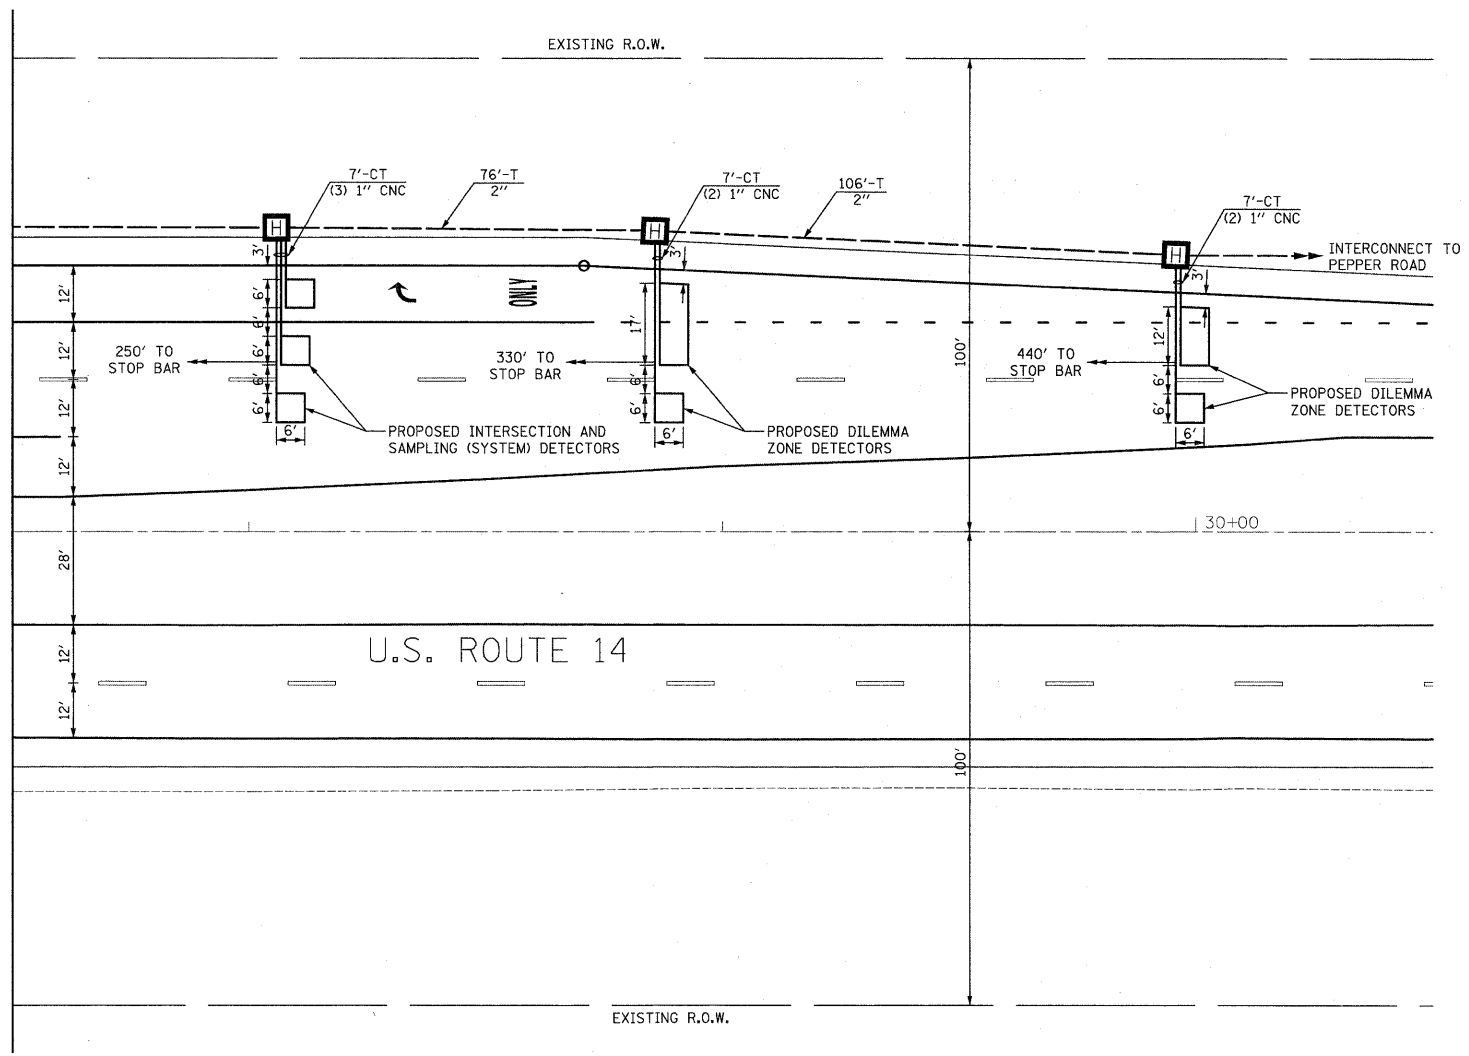 EXISTING R.O.W.
7'-CT
(3) 1" CNC
76'-T
2"
7'-CT
(2) 1" CNC
106'-T
2"
7'-CT
(2) 1" CNC
H
H
H
INTERCONNECT TO
PEPPER ROAD
3'
3'
3'
12'
6'
ONLY
6'
17'
12'
100'
12'
6'
250' TO
STOP BAR
330' TO
STOP BAR
440' TO
STOP BAR
6'
6'
6'
PROPOSED DILEMMA
ZONE DETECTORS
12'
6'
6'
6'
6'
6'
6'
PROPOSED INTERSECTION AND
SAMPLING (SYSTEM) DETECTORS
PROPOSED DILEMMA
ZONE DETECTORS
12'
30+00
28'
U.S. ROUTE 14
12'
12'
100'
EXISTING R.O.W.